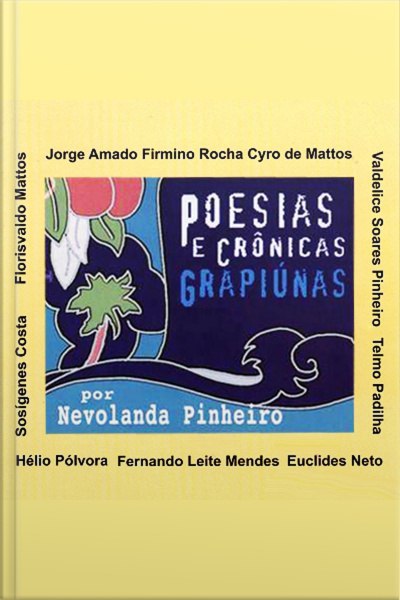 Jorge Amado Firmino Rocha Cyro de Mattos
Florisvaldo Mattos
Sosígenes Costa
Valdelice Soares Pinheiro
Telmo Padilha
POESIAS
E CRÔNICAS
GRAPIÚNAS
por
Nevolanda Pinheiro
Hélio Pólvora Fernando Leite Mendes Euclides Neto